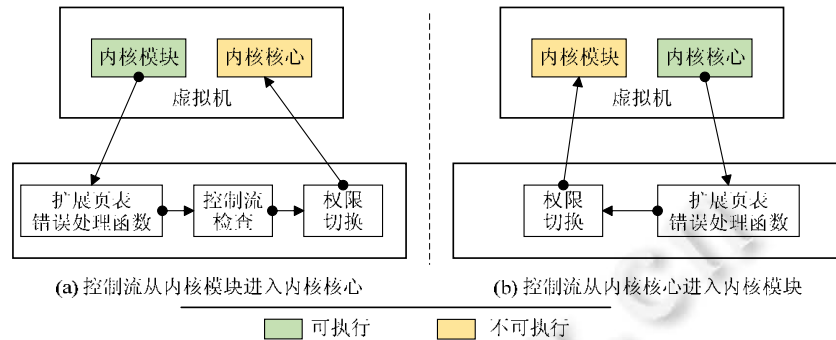 内核模块
内核核心
虚拟机
扩展页表
错误处理函数
控制流
检查
权限
切换
(a) 控制流从内核模块进入内核核心
内核模块
内核核心
虚拟机
权限
切换
扩展页表
错误处理函数
(b) 控制流从内核核心进入内核模块
可执行
不可执行